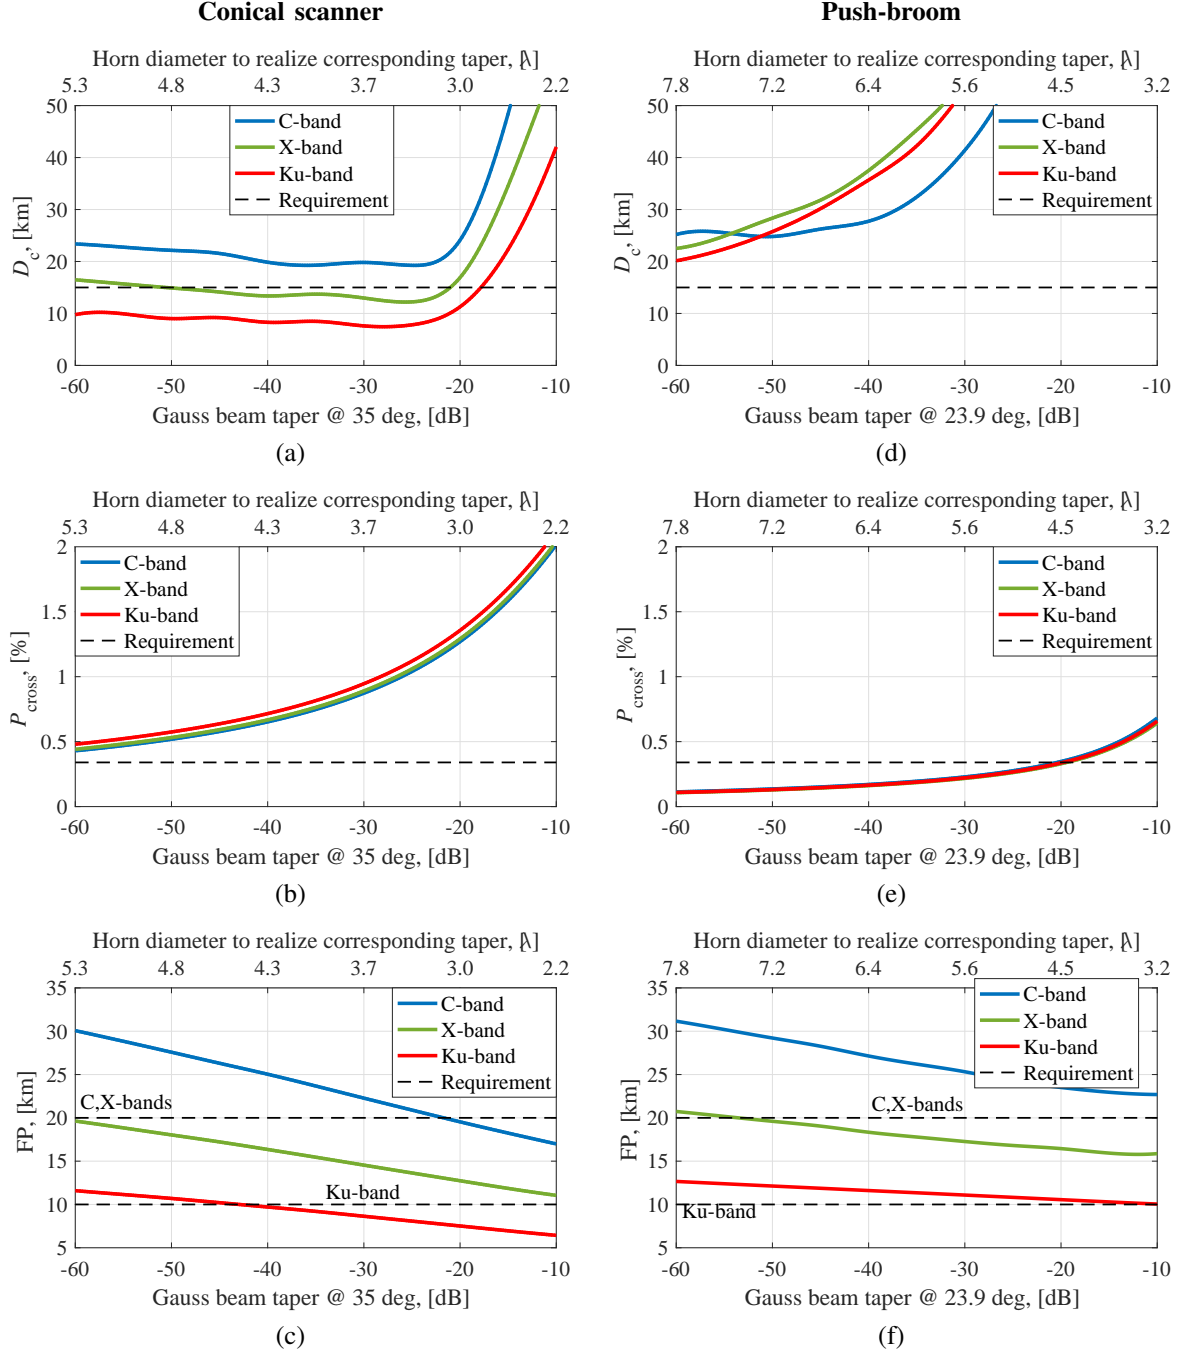 Conical scanner
Push-broom
Horn diameter to realize corresponding taper, [λ]
5.3 4.8 4.3 3.7 3.0 2.2
50
40
30
20
10
0
D_c, [km]
C-band
X-band
Ku-band
Requirement
-60 -50 -40 -30 -20 -10
Gauss beam taper @ 35 deg, [dB]
(a)
Horn diameter to realize corresponding taper, [λ]
7.8 7.2 6.4 5.6 4.5 3.2
50
40
30
20
10
0
D_c, [km]
C-band
X-band
Ku-band
Requirement
-60 -50 -40 -30 -20 -10
Gauss beam taper @ 23.9 deg, [dB]
(d)
Horn diameter to realize corresponding taper, [λ]
5.3 4.8 4.3 3.7 3.0 2.2
2
1.5
1
0.5
0
P_cross, [%]
C-band
X-band
Ku-band
Requirement
-60 -50 -40 -30 -20 -10
Gauss beam taper @ 35 deg, [dB]
(b)
Horn diameter to realize corresponding taper, [λ]
7.8 7.2 6.4 5.6 4.5 3.2
2
1.5
1
0.5
0
P_cross, [%]
C-band
X-band
Ku-band
Requirement
-60 -50 -40 -30 -20 -10
Gauss beam taper @ 23.9 deg, [dB]
(e)
Horn diameter to realize corresponding taper, [λ]
5.3 4.8 4.3 3.7 3.0 2.2
35
30
25
20
15
10
5
FP, [km]
C-band
X-band
Ku-band
Requirement
C,X-bands
Ku-band
-60 -50 -40 -30 -20 -10
Gauss beam taper @ 35 deg, [dB]
(c)
Horn diameter to realize corresponding taper, [λ]
7.8 7.2 6.4 5.6 4.5 3.2
35
30
25
20
15
10
5
FP, [km]
C-band
X-band
Ku-band
Requirement
C,X-bands
Ku-band
-60 -50 -40 -30 -20 -10
Gauss beam taper @ 23.9 deg, [dB]
(f)